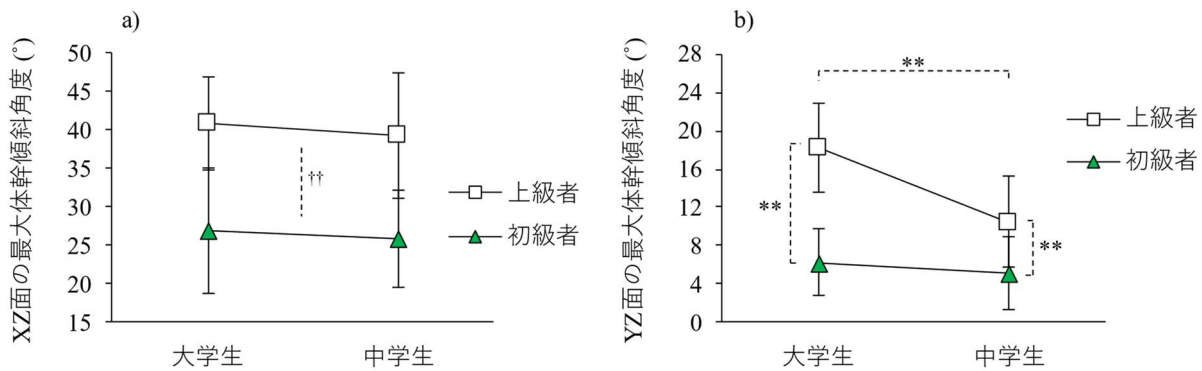 a)
XZ面の最大体幹傾斜角度 (°)
50
45
40
35
30
25
20
15
††
大学生
中学生
上級者
初級者
b)
YZ面の最大体幹傾斜角度 (°)
28
24
20
16
12
8
4
0
**
**
**
大学生
中学生
上級者
初級者